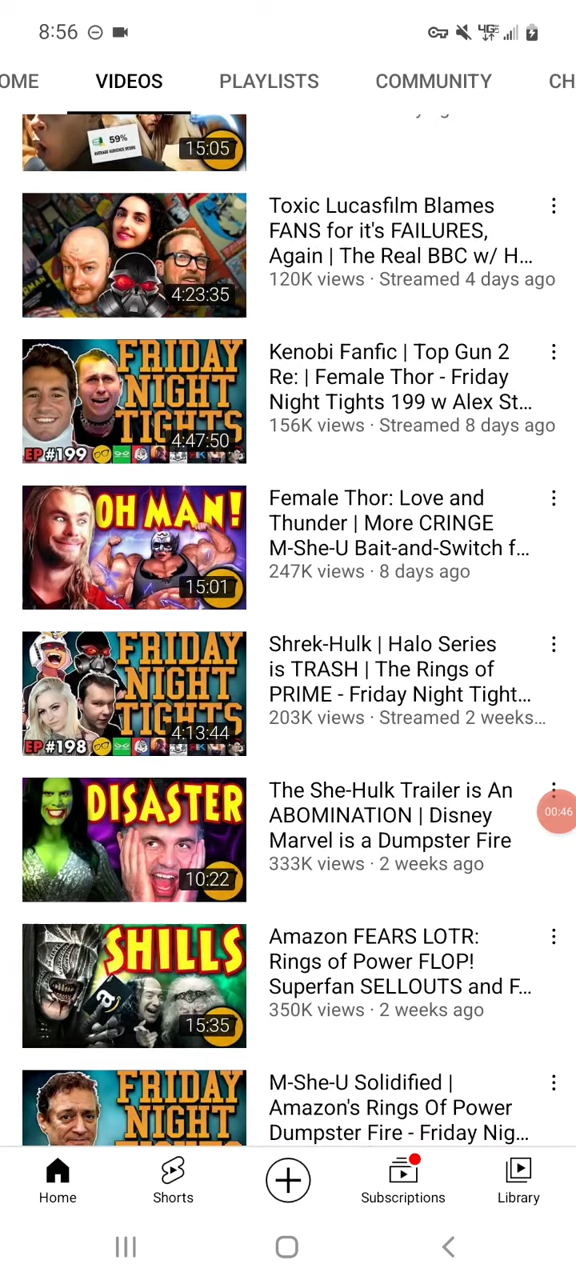 8:56
4GE
OME VIDEOS PLAYLISTS COMMUNITY CH
59%
15:05
Toxic Lucasfilm Blames
FANS for it's FAILURES,
Again | The Real BBC w/ H...
120K views · Streamed 4 days ago
4:23:35
FRIDAY
NIGHT
TIGHTS
4:47:50
EP#199
Kenobi Fanfic | Top Gun 2
Re: | Female Thor - Friday
Night Tights 199 w Alex St...
156K views · Streamed 8 days ago
OH MAN!
15:01
Female Thor: Love and
Thunder | More CRINGE
M-She-U Bait-and-Switch f...
247K views · 8 days ago
FRIDAY
NIGHT
TIGHTS
4:13:44
EP#198
Shrek-Hulk | Halo Series
is TRASH | The Rings of
PRIME - Friday Night Tight...
203K views · Streamed 2 weeks...
DISASTER
10:22
The She-Hulk Trailer is An
ABOMINATION | Disney
Marvel is a Dumpster Fire
333K views · 2 weeks ago
00:46
SHILLS
a
15:35
Amazon FEARS LOTR:
Rings of Power FLOP!
Superfan SELLOUTS and F...
350K views · 2 weeks ago
FRIDAY
NIGHT
M-She-U Solidified |
Amazon's Rings Of Power
Dumpster Fire - Friday Nig...
Home Shorts Subscriptions Library